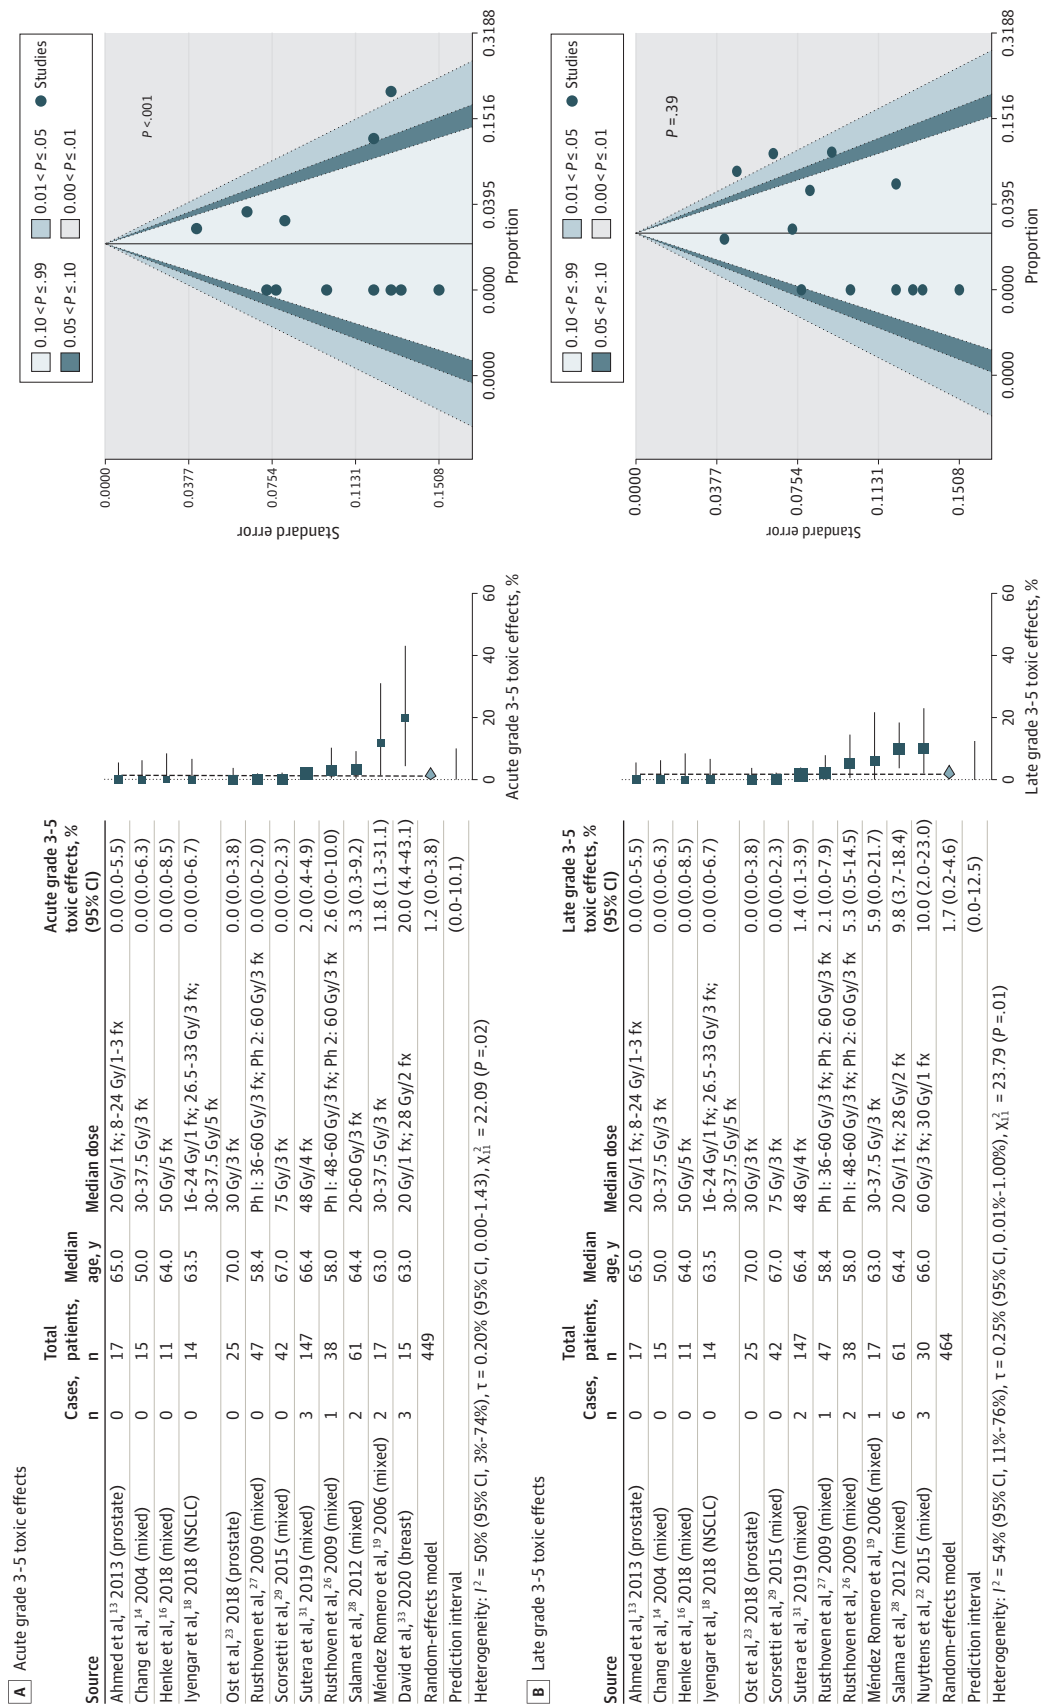 A Acute grade 3-5 toxic effects
Source Cases, n Total patients, n Median age, y Median dose Acute grade 3-5 toxic effects, % (95% CI)
Ahmed et al,13 2013 (prostate) 0 17 65.0 20 Gy/1 fx; 8-24 Gy/1-3 fx 0.0 (0.0-5.5)
Chang et al,14 2004 (mixed) 0 15 50.0 30-37.5 Gy/3 fx 0.0 (0.0-6.3)
Henke et al,16 2018 (mixed) 0 11 64.0 50 Gy/5 fx 0.0 (0.0-8.5)
Iyengar et al,18 2018 (NSCLC) 0 14 63.5 16-24 Gy/1 fx; 26.5-33 Gy/3 fx; 0.0 (0.0-6.7)
30-37.5 Gy/5 fx
Ost et al,23 2018 (prostate) 0 25 70.0 30 Gy/3 fx 0.0 (0.0-3.8)
Rusthoven et al,27 2009 (mixed) 0 47 58.4 Ph I: 36-60 Gy/3 fx; Ph 2: 60 Gy/3 fx 0.0 (0.0-2.0)
Scorsetti et al,29 2015 (mixed) 0 42 67.0 75 Gy/3 fx 0.0 (0.0-2.3)
Sutera et al,31 2019 (mixed) 3 147 66.4 48 Gy/4 fx 2.0 (0.4-4.9)
Rusthoven et al,26 2009 (mixed) 1 38 58.0 Ph I: 48-60 Gy/3 fx; Ph 2: 60 Gy/3 fx 2.6 (0.0-10.0)
Salama et al,28 2012 (mixed) 2 61 64.4 20-60 Gy/3 fx 3.3 (0.3-9.2)
Méndez Romero et al,19 2006 (mixed) 2 17 63.0 30-37.5 Gy/3 fx 11.8 (1.3-31.1)
David et al,33 2020 (breast) 3 15 63.0 20 Gy/1 fx; 28 Gy/2 fx 20.0 (4.4-43.1)
Random-effects model 449 1.2 (0.0-3.8)
Prediction interval (0.0-10.1)
Heterogeneity: I2 = 50% (95% CI, 3%-74%), τ = 0.20% (95% CI, 0.00-1.43), χ²11 = 22.09 (P =.02)
0 20 40 60
Acute grade 3-5 toxic effects, %
0.10 < P ≤ .99 0.01 < P ≤ .05 Studies
0.05 < P ≤ .10 0.00 < P ≤ .01
P <.001
0.0000
0.0377
0.0754
0.1131
0.1508
Standard error
0.0000 0.0000 0.0395 0.1516 0.3188
Proportion
B Late grade 3-5 toxic effects
Source Cases, n Total patients, n Median age, y Median dose Late grade 3-5 toxic effects, % (95% CI)
Ahmed et al,13 2013 (prostate) 0 17 65.0 20 Gy/1 fx; 8-24 Gy/1-3 fx 0.0 (0.0-5.5)
Chang et al,14 2004 (mixed) 0 15 50.0 30-37.5 Gy/3 fx 0.0 (0.0-6.3)
Henke et al,16 2018 (mixed) 0 11 64.0 50 Gy/5 fx 0.0 (0.0-8.5)
Iyengar et al,18 2018 (NSCLC) 0 14 63.5 16-24 Gy/1 fx; 26.5-33 Gy/3 fx; 0.0 (0.0-6.7)
30-37.5 Gy/5 fx
Ost et al,23 2018 (prostate) 0 25 70.0 30 Gy/3 fx 0.0 (0.0-3.8)
Scorsetti et al,29 2015 (mixed) 0 42 67.0 75 Gy/3 fx 0.0 (0.0-2.3)
Sutera et al,31 2019 (mixed) 2 147 66.4 48 Gy/4 fx 1.4 (0.1-3.9)
Rusthoven et al,27 2009 (mixed) 1 47 58.4 Ph I: 36-60 Gy/3 fx; Ph 2: 60 Gy/3 fx 2.1 (0.0-7.9)
Rusthoven et al,26 2009 (mixed) 2 38 58.0 Ph I: 48-60 Gy/3 fx; Ph 2: 60 Gy/3 fx 5.3 (0.5-14.5)
Méndez Romero et al,19 2006 (mixed) 1 17 63.0 30-37.5 Gy/3 fx 5.9 (0.0-21.7)
Salama et al,28 2012 (mixed) 6 61 64.4 20 Gy/1 fx; 28 Gy/2 fx 9.8 (3.7-18.4)
Nuyttens et al,22 2015 (mixed) 3 30 66.0 60 Gy/3 fx; 30 Gy/1 fx 10.0 (2.0-23.0)
Random-effects model 464 1.7 (0.2-4.6)
Prediction interval (0.0-12.5)
Heterogeneity: I2 = 54% (95% CI, 11%-76%), τ = 0.25% (95% CI, 0.01%-1.00%), χ²11 = 23.79 (P =.01)
0 20 40 60
Late grade 3-5 toxic effects, %
0.10 < P ≤ .99 0.01 < P ≤ .05 Studies
0.05 < P ≤ .10 0.00 < P ≤ .01
P =.39
0.0000
0.0377
0.0754
0.1131
0.1508
Standard error
0.0000 0.0000 0.0395 0.1516 0.3188
Proportion